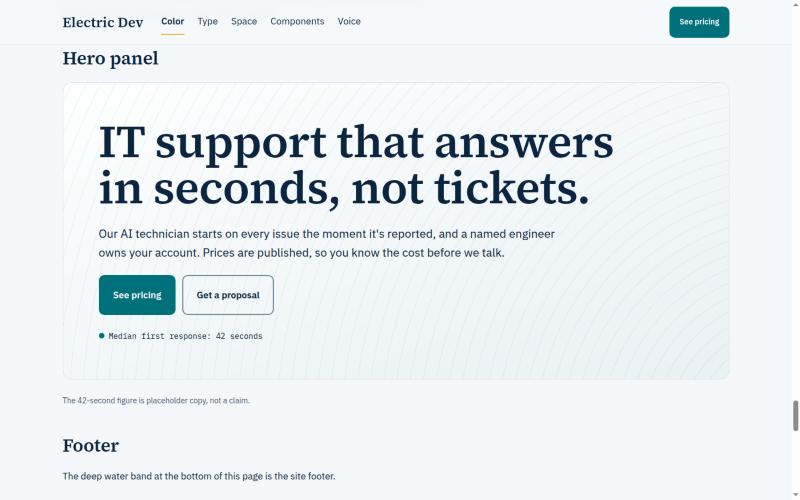 Electric Dev Color Type Space Components Voice See pricing
Hero panel
IT support that answers
in seconds, not tickets.
Our AI technician starts on every issue the moment it's reported, and a named engineer
owns your account. Prices are published, so you know the cost before we talk.
See pricing Get a proposal
Median first response: 42 seconds
The 42-second figure is placeholder copy, not a claim.
Footer
The deep water band at the bottom of this page is the site footer.